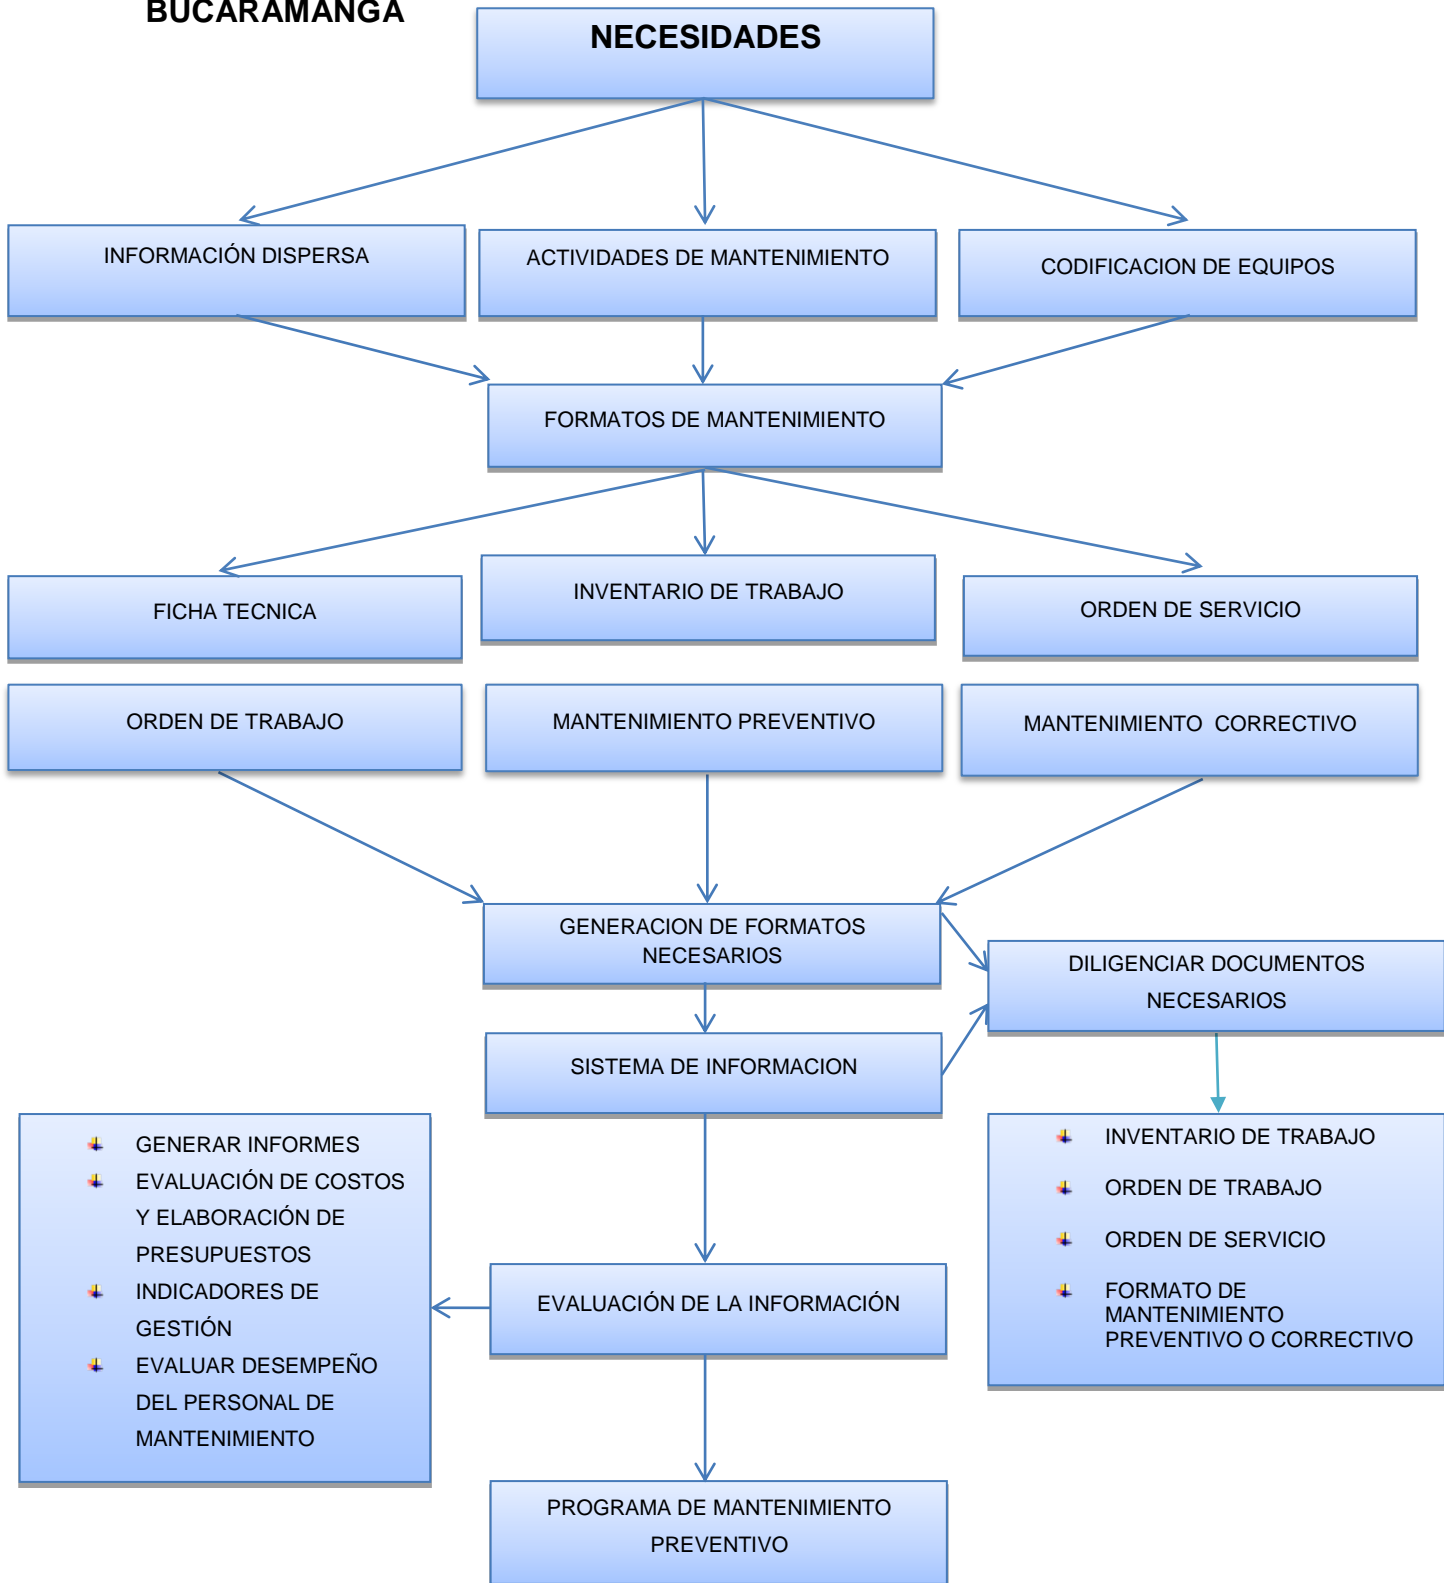 BUCARAMANGA
NECESIDADES
INFORMACIÓN DISPERSA
ACTIVIDADES DE MANTENIMIENTO
CODIFICACION DE EQUIPOS
FORMATOS DE MANTENIMIENTO
FICHA TECNICA
INVENTARIO DE TRABAJO
ORDEN DE SERVICIO
ORDEN DE TRABAJO
MANTENIMIENTO PREVENTIVO
MANTENIMIENTO CORRECTIVO
GENERACION DE FORMATOS
NECESARIOS
DILIGENCIAR DOCUMENTOS
NECESARIOS
SISTEMA DE INFORMACION
GENERAR INFORMES
EVALUACIÓN DE COSTOS
Y ELABORACIÓN DE
PRESUPUESTOS
INDICADORES DE
GESTIÓN
EVALUAR DESEMPEÑO
DEL PERSONAL DE
MANTENIMIENTO
INVENTARIO DE TRABAJO
ORDEN DE TRABAJO
ORDEN DE SERVICIO
FORMATO DE
MANTENIMIENTO
PREVENTIVO O CORRECTIVO
EVALUACIÓN DE LA INFORMACIÓN
PROGRAMA DE MANTENIMIENTO
PREVENTIVO